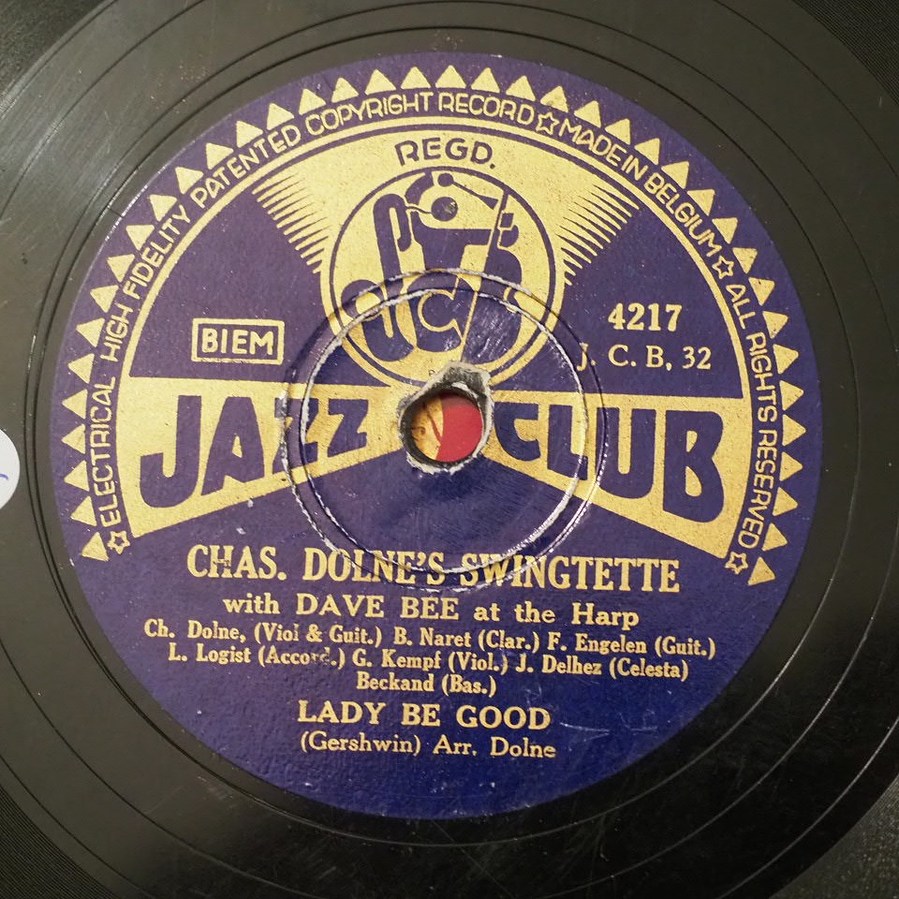 ☆ ELECTRICAL HIGH FIDELITY PATENTED COPYRIGHT RECORD ☆ MADE IN BELGIUM ☆ ALL RIGHTS RESERVED ☆
REGD.
JCB
BIEM
4217
J. C. B, 32
JAZZ CLUB
CHAS. DOLNE'S SWINGTETTE
with DAVE BEE at the Harp
Ch. Dolne, (Viol & Guit.) B. Naret (Clar.) F. Engelen (Guit.)
L. Logist (Accord.) G. Kempf (Viol.) J. Delhez (Celesta)
Beckand (Bas.)
LADY BE GOOD
(Gershwin) Arr. Dolne